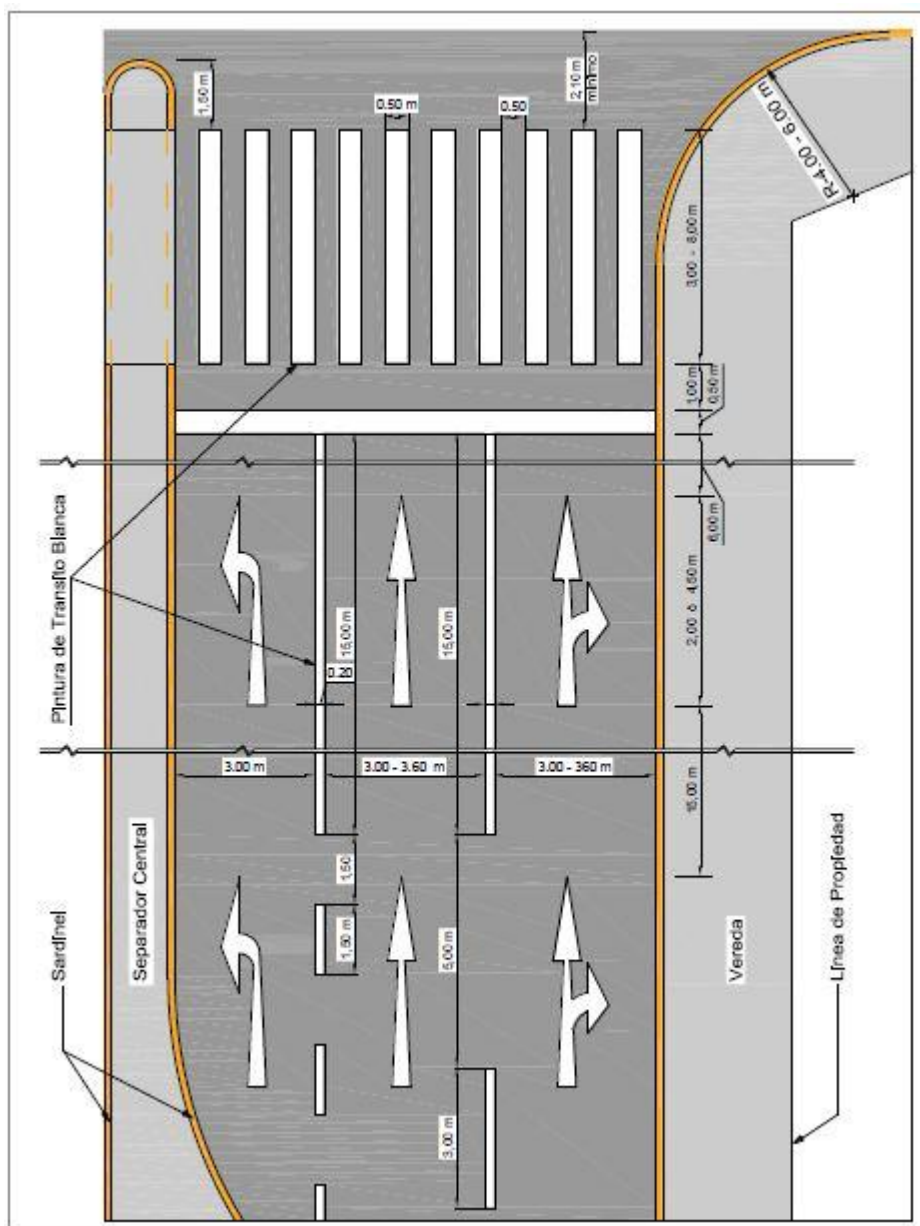 1,50 m
0.50 m
0.50
2,10 m
mínimo
R-4.00 - 6.00 m
3,00 - 8,00 m
1,00 m
0,50 m
6,00 m
Pintura de Transito Blanca
15,00 m
15,00 m
0.20
2,00 ó 4,50 m
3.00 m
3.00 - 3.60 m
3.00 - 360 m
15,00 m
Sardinel
Separador Central
1,50
1,50 m
5,00 m
3,00 m
Vereda
Línea de Propiedad